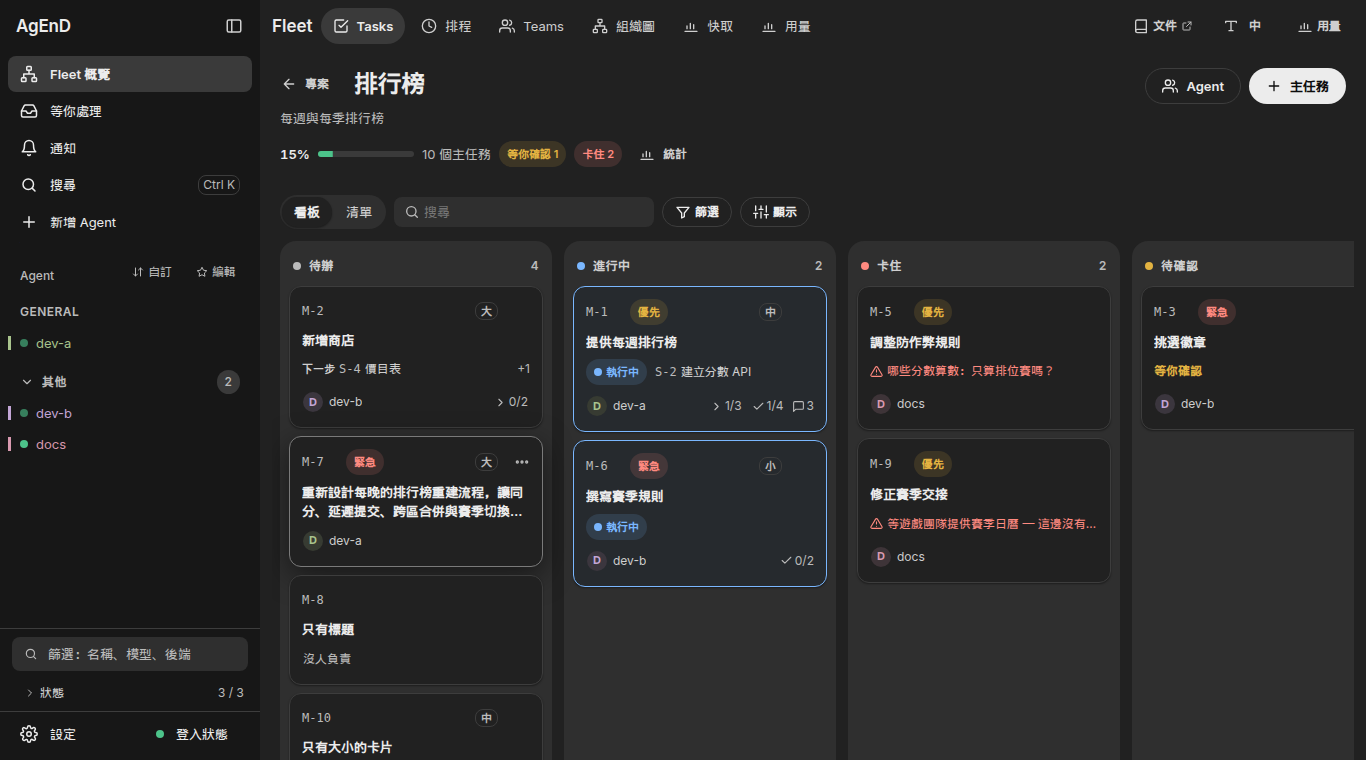 AgEnD
Fleet 概覽
等你處理
通知
搜尋 Ctrl K
新增 Agent
Agent 自訂 編輯
GENERAL
dev-a
其他 2
dev-b
docs
篩選：名稱、模型、後端
狀態 3 / 3
設定 登入狀態
Fleet Tasks 排程 Teams 組織圖 快取 用量 文件 中 用量
專案 排行榜 Agent 主任務
每週與每季排行榜
15% 10 個主任務 等你確認 1 卡住 2 統計
看板 清單 搜尋 篩選 顯示
待辦 4
M-2 大
新增商店
下一步 S-4 價目表 +1
D dev-b 0/2
M-7 緊急 大 •••
重新設計每晚的排行榜重建流程，讓同
分、延遲提交、跨區合併與賽季切換…
D dev-a
M-8
只有標題
沒人負責
M-10 中
只有大小的卡片
進行中 2
M-1 優先 中
提供每週排行榜
執行中 S-2 建立分數 API
D dev-a 1/3 1/4 3
M-6 緊急 小
撰寫賽季規則
執行中
D dev-b 0/2
卡住 2
M-5 優先
調整防作弊規則
哪些分數算數：只算排位賽嗎？
D docs
M-9 優先
修正賽季交接
等遊戲團隊提供賽季日曆 — 這邊沒有…
D docs
待確認
M-3 緊急
挑選徽章
等你確認
D dev-b